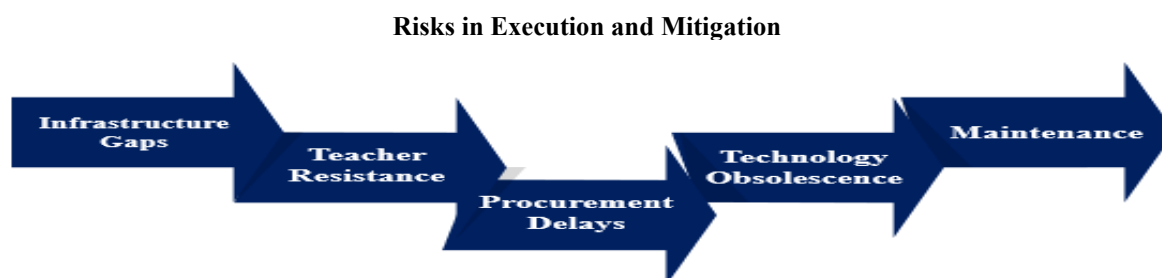 Risks in Execution and Mitigation
Infrastructure
Gaps
Teacher
Resistance
Procurement
Delays
Technology
Obsolescence
Maintenance